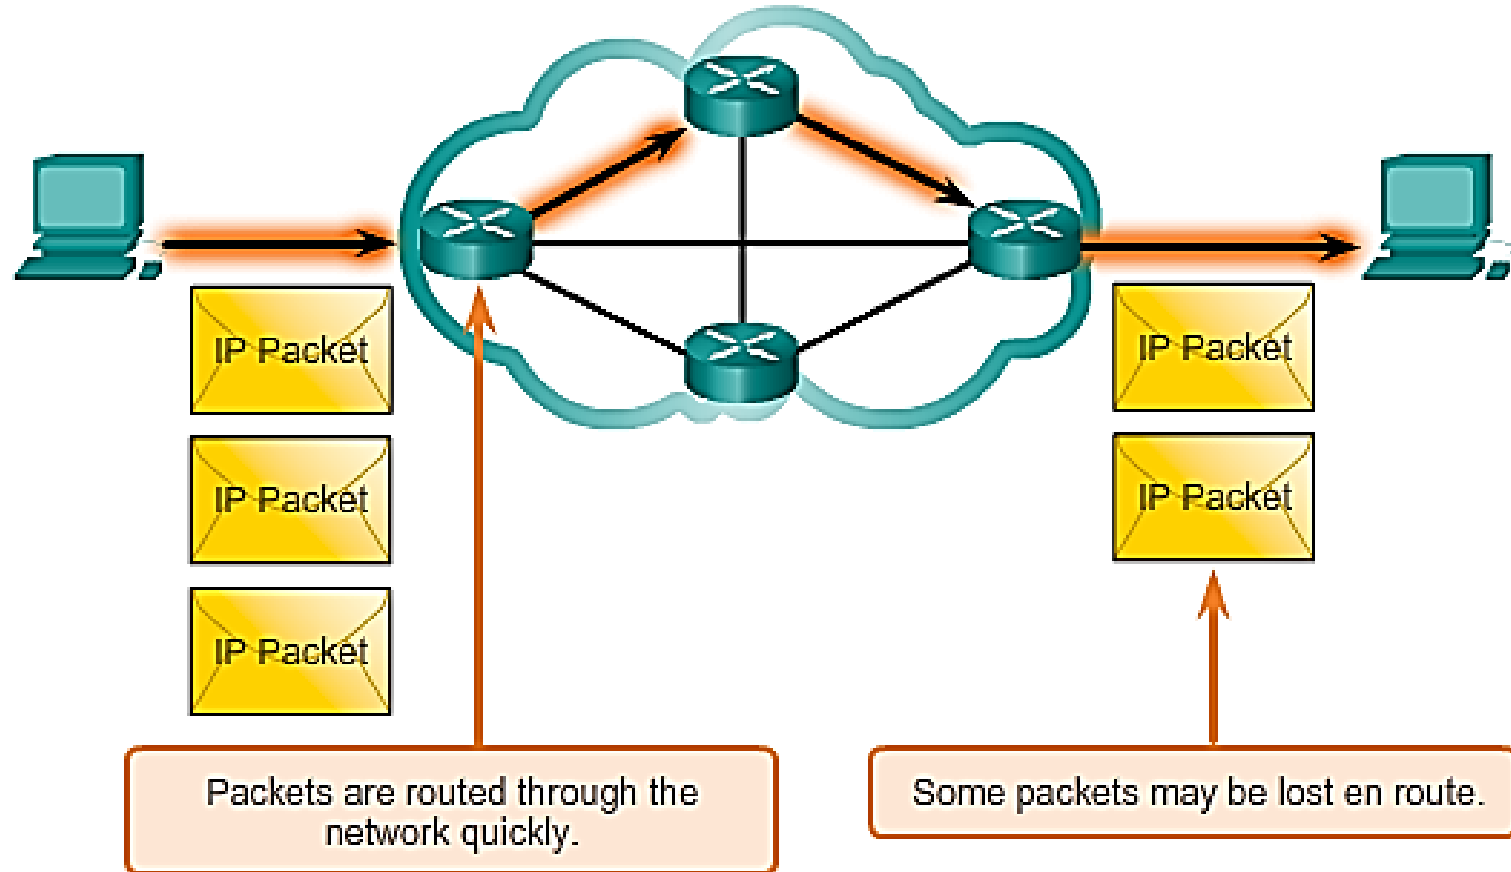 IP Packet
IP Packet
IP Packet
IP Packet
IP Packet
Packets are routed through the
network quickly.
Some packets may be lost en route.